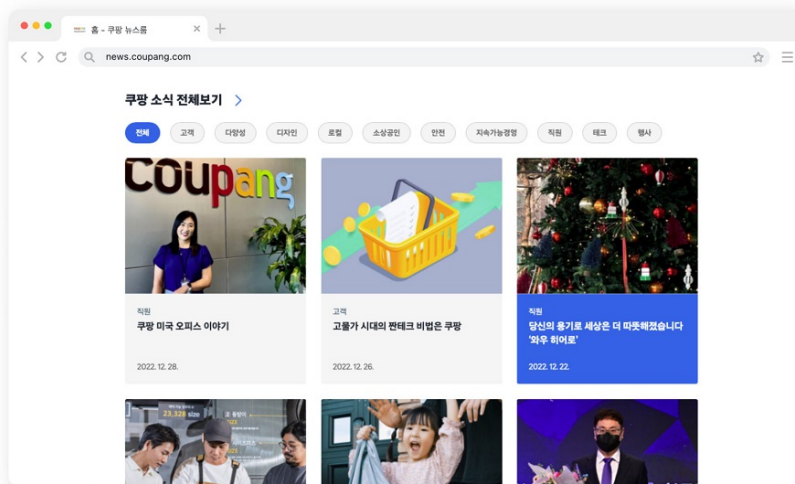 홈 - 쿠팡 뉴스룸
news.coupang.com
쿠팡 소식 전체보기
전체 고객 다양성 디자인 로컬 소상공인 안전 지속가능경영 직원 테크 행사
coupang
직원
쿠팡 미국 오피스 이야기
2022. 12. 28.
고객
고물가 시대의 짠테크 비법은 쿠팡
2022. 12. 26.
직원
당신의 용기로 세상은 더 따뜻해졌습니다
‘와우 히어로’
2022. 12. 22.
23,328